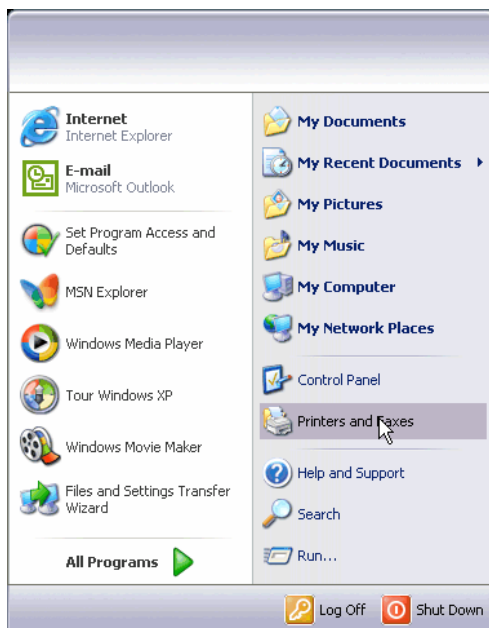 Internet
Internet Explorer
E-mail
Microsoft Outlook
Set Program Access and
Defaults
MSN Explorer
Windows Media Player
Tour Windows XP
Windows Movie Maker
Files and Settings Transfer
Wizard
All Programs
My Documents
My Recent Documents
My Pictures
My Music
My Computer
My Network Places
Control Panel
Printers and Faxes
Help and Support
Search
Run...
Log Off
Shut Down